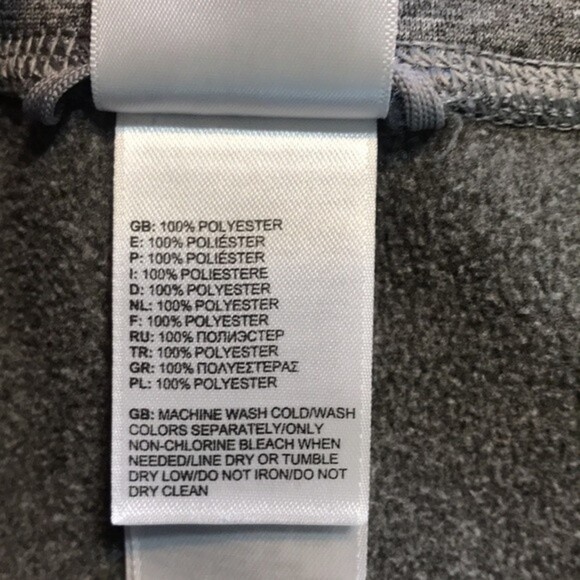 GB: 100% POLYESTER
E: 100% POLIÉSTER
P: 100% POLIÉSTER
I: 100% POLIESTERE
D: 100% POLYESTER
NL: 100% POLYESTER
F: 100% POLYESTER
RU: 100% ПОЛИЭСТЕР
TR: 100% POLYESTER
GR: 100% ΠΟΛΥΕΣΤΕΡΑΣ
PL: 100% POLYESTER
GB: MACHINE WASH COLD/WASH
COLORS SEPARATELY/ONLY
NON-CHLORINE BLEACH WHEN
NEEDED/LINE DRY OR TUMBLE
DRY LOW/DO NOT IRON/DO NOT
DRY CLEAN